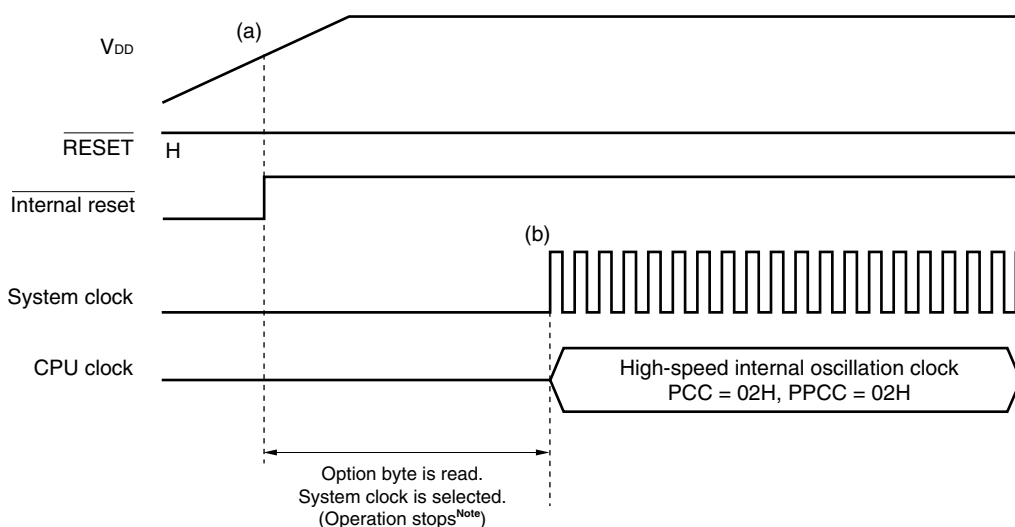 (a)
VDD
RESET
H
Internal reset
(b)
System clock
CPU clock
High-speed internal oscillation clock
PCC = 02H, PPCC = 02H
Option byte is read.
System clock is selected.
(Operation stopsNote)